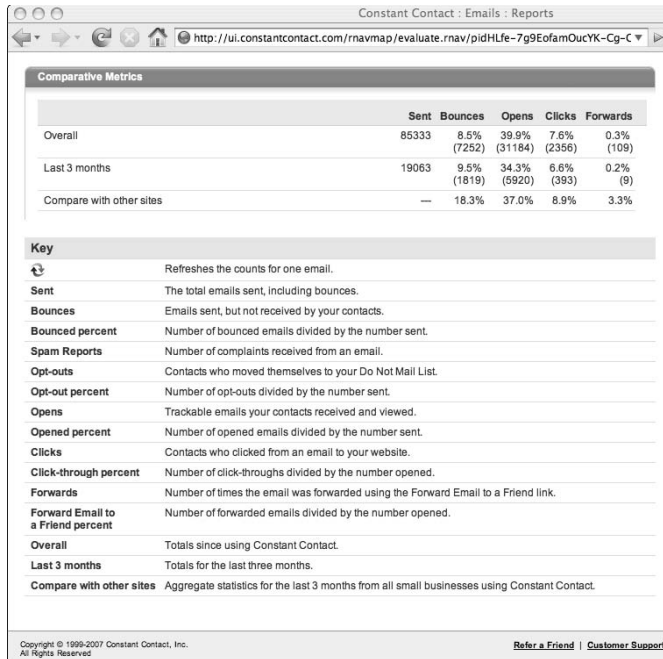 Constant Contact : Emails : Reports
http://ui.constantcontact.com/rnavmap/evaluate.rnav/pidHLfe-7g9EofamOucYK-Cg-C
Comparative Metrics
Sent Bounces Opens Clicks Forwards
Overall 85333 8.5% 39.9% 7.6% 0.3%
(7252) (31184) (2356) (109)
Last 3 months 19063 9.5% 34.3% 6.6% 0.2%
(1819) (5920) (393) (9)
Compare with other sites — 18.3% 37.0% 8.9% 3.3%
Key
Refreshes the counts for one email.
Sent The total emails sent, including bounces.
Bounces Emails sent, but not received by your contacts.
Bounced percent Number of bounced emails divided by the number sent.
Spam Reports Number of complaints received from an email.
Opt-outs Contacts who moved themselves to your Do Not Mail List.
Opt-out percent Number of opt-outs divided by the number sent.
Opens Trackable emails your contacts received and viewed.
Opened percent Number of opened emails divided by the number sent.
Clicks Contacts who clicked from an email to your website.
Click-through percent Number of click-throughs divided by the number opened.
Forwards Number of times the email was forwarded using the Forward Email to a Friend link.
Forward Email to Number of forwarded emails divided by the number opened.
a Friend percent
Overall Totals since using Constant Contact.
Last 3 months Totals for the last three months.
Compare with other sites Aggregate statistics for the last 3 months from all small businesses using Constant Contact.
Copyright © 1999-2007 Constant Contact, Inc. Refer a Friend | Customer Support
All Rights Reserved